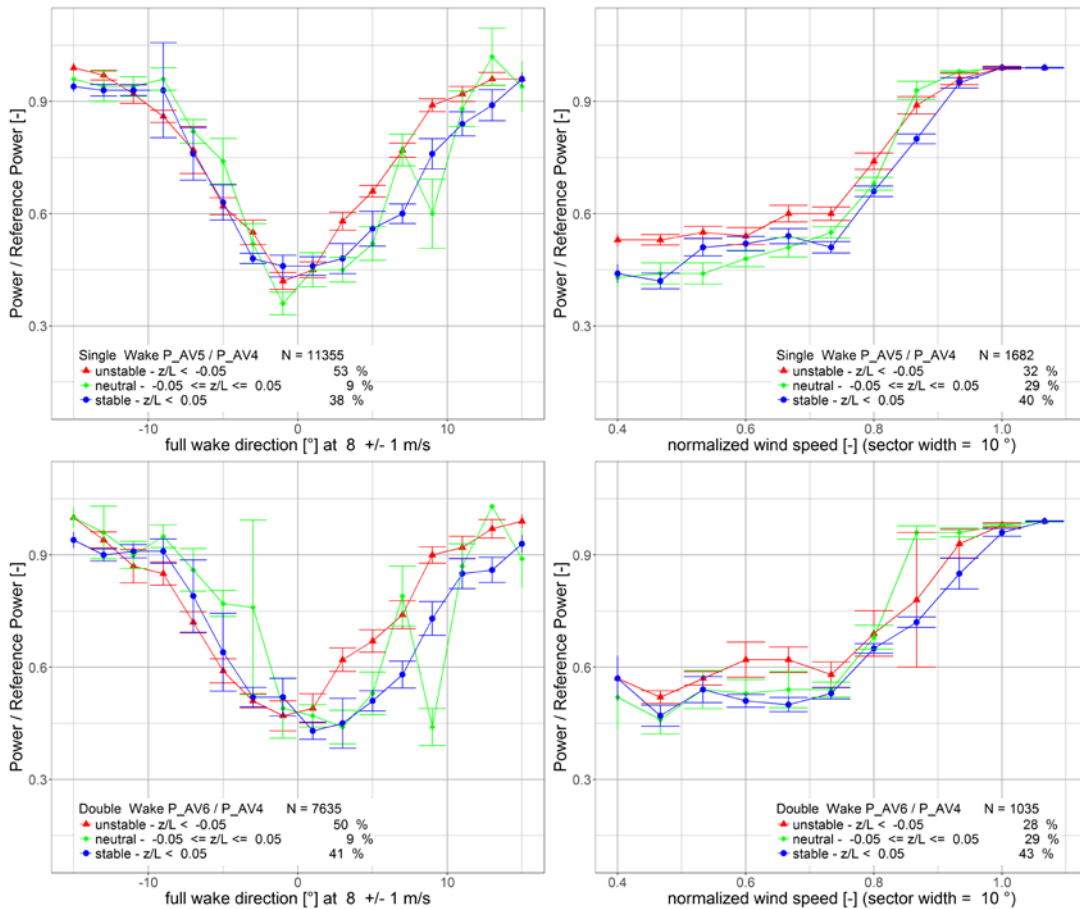 Power / Reference Power [-]
0.9
0.6
0.3
Single Wake P_AV5 / P_AV4 N = 11355
unstable - z/L < -0.05 53 %
neutral - -0.05 <= z/L <= 0.05 9 %
stable - z/L < 0.05 38 %
-10 0 10
full wake direction [°] at 8 +/- 1 m/s
Power / Reference Power [-]
0.9
0.6
0.3
Single Wake P_AV5 / P_AV4 N = 1682
unstable - z/L < -0.05 32 %
neutral - -0.05 <= z/L <= 0.05 29 %
stable - z/L < 0.05 40 %
0.4 0.6 0.8 1.0
normalized wind speed [-] (sector width = 10 °)
Power / Reference Power [-]
0.9
0.6
0.3
Double Wake P_AV6 / P_AV4 N = 7635
unstable - z/L < -0.05 50 %
neutral - -0.05 <= z/L <= 0.05 9 %
stable - z/L < 0.05 41 %
-10 0 10
full wake direction [°] at 8 +/- 1 m/s
Power / Reference Power [-]
0.9
0.6
0.3
Double Wake P_AV6 / P_AV4 N = 1035
unstable - z/L < -0.05 28 %
neutral - -0.05 <= z/L <= 0.05 29 %
stable - z/L < 0.05 43 %
0.4 0.6 0.8 1.0
normalized wind speed [-] (sector width = 10 °)